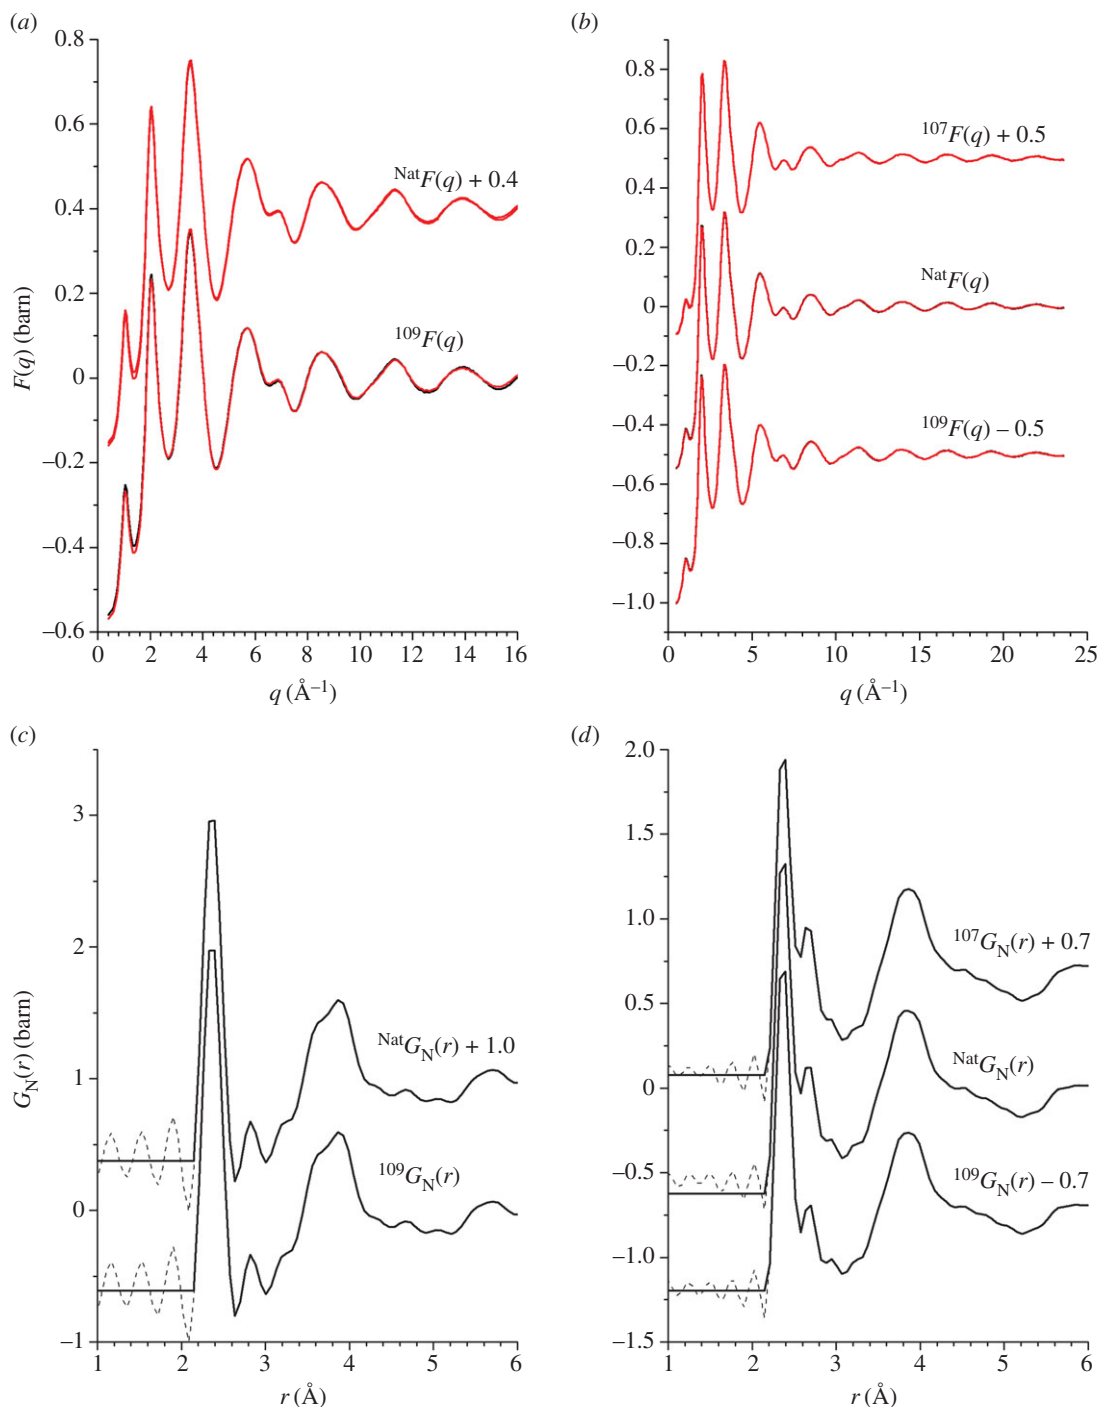 (a)
0.8
0.6
0.4
0.2
0
–0.2
–0.4
–0.6
F(q) (barn)
NatF(q) + 0.4
109F(q)
0 2 4 6 8 10 12 14 16
q (Å–1)
(b)
0.8
0.6
0.4
0.2
0
–0.2
–0.4
–0.6
–0.8
–1.0
107F(q) + 0.5
NatF(q)
109F(q) – 0.5
0 5 10 15 20 25
q (Å–1)
(c)
3
2
1
0
–1
GN(r) (barn)
NatGN(r) + 1.0
109GN(r)
1 2 3 4 5 6
r (Å)
(d)
2.0
1.5
1.0
0.5
0
–0.5
–1.0
–1.5
107GN(r) + 0.7
NatGN(r)
109GN(r) – 0.7
1 2 3 4 5 6
r (Å)